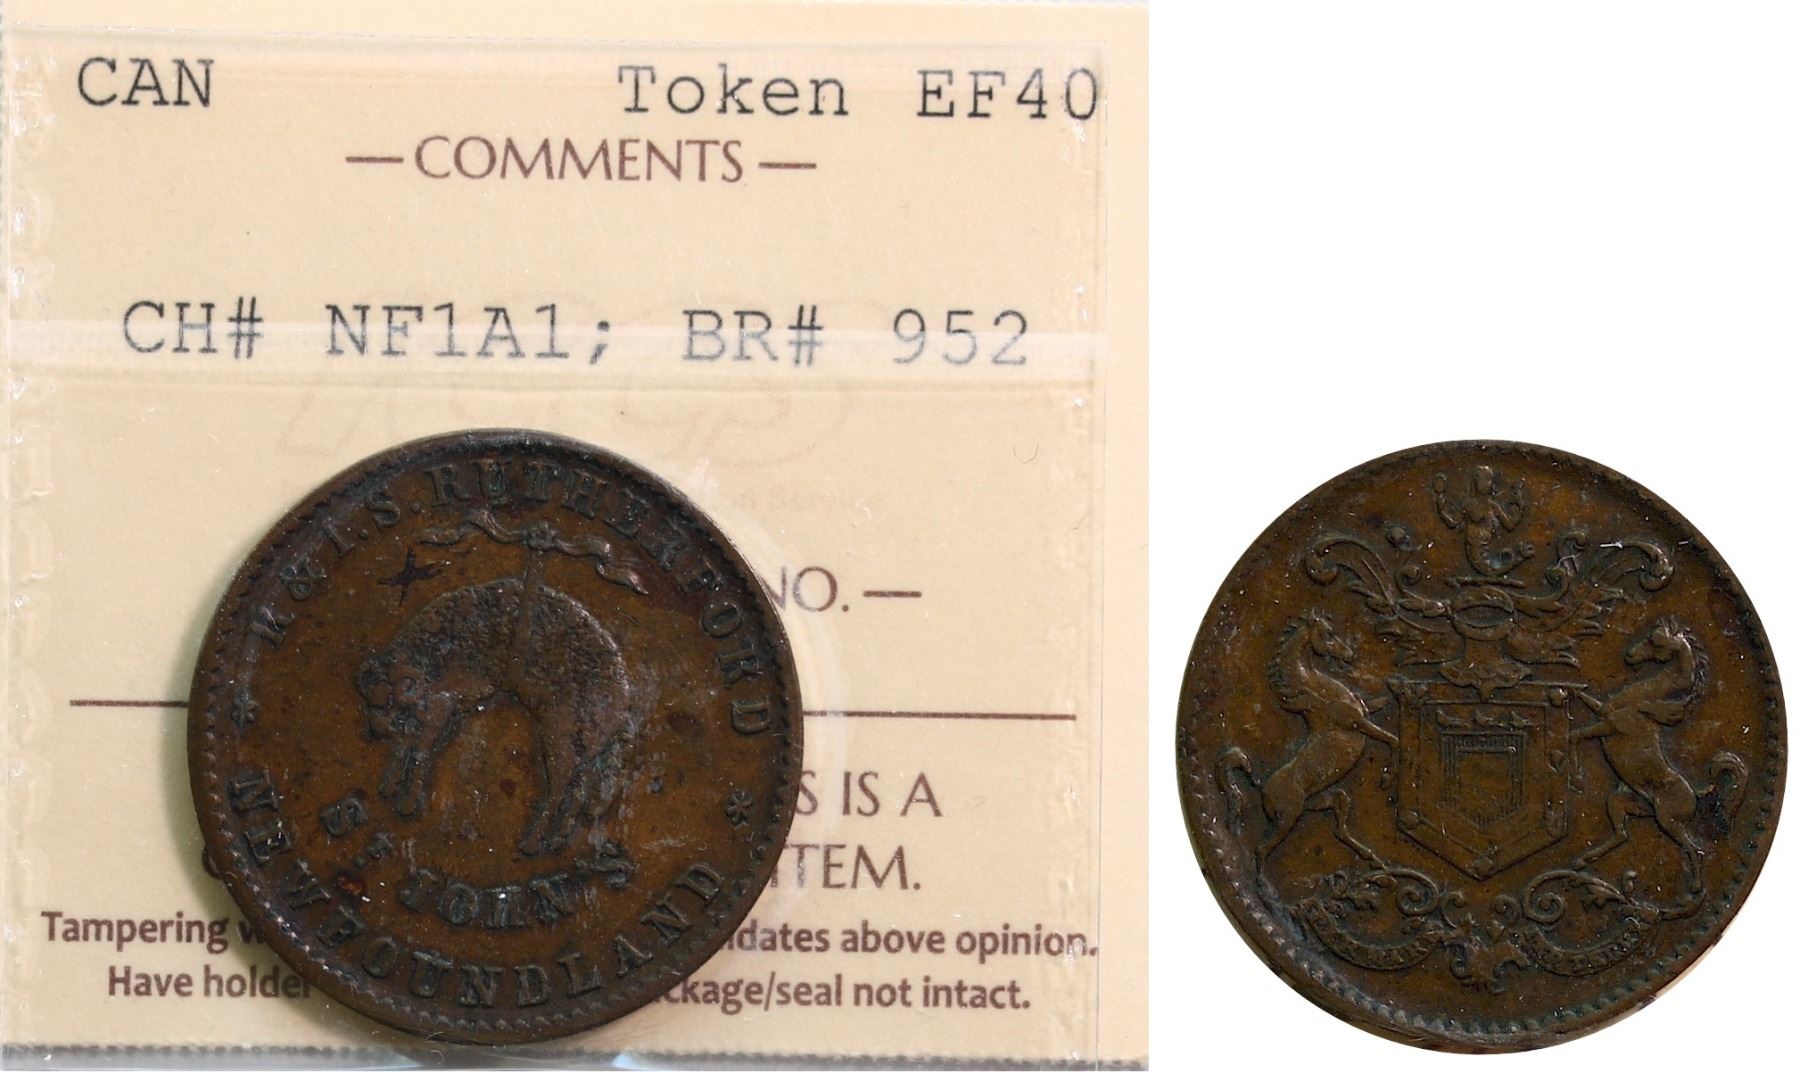 CAN Token EF40
— COMMENTS —
CH# NF1A1; BR# 952
NO. —
S IS A
ITEM.
Tampering w dates above opinion.
Have holder ckage/seal not intact.
& I. S. RUTHERFORD
ST. JOHN'S
* NEWFOUNDLAND *